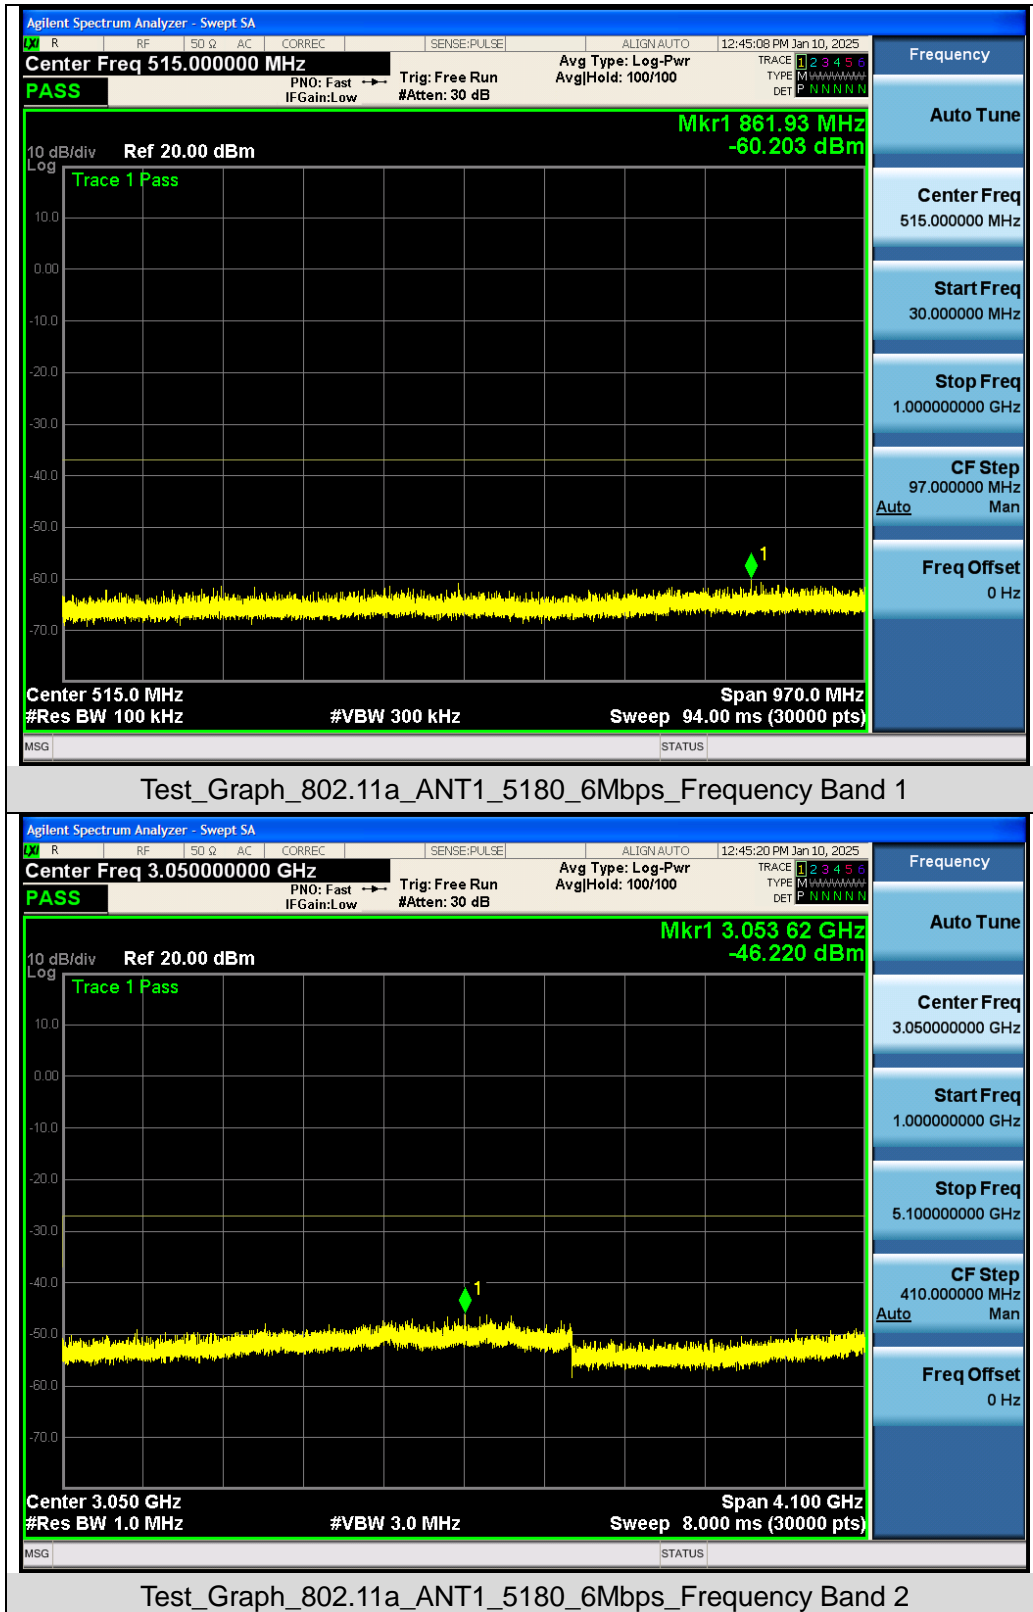 Agilent Spectrum Analyzer - Swept SA
LXI R RF 50 Ω AC CORREC SENSE:PULSE ALIGN AUTO 12:45:08 PM Jan 10, 2025
Center Freq 515.000000 MHz
PASS
PNO: Fast
IFGain:Low
Trig: Free Run
#Atten: 30 dB
Avg Type: Log-Pwr
Avg|Hold: 100/100
TRACE 1 2 3 4 5 6
TYPE M W W W W W
DET P N N N N N
Mkr1 861.93 MHz
-60.203 dBm
10 dB/div Ref 20.00 dBm
Log
Trace 1 Pass
10.0
0.00
-10.0
-20.0
-30.0
-40.0
-50.0
-60.0
-70.0
1
Center 515.0 MHz Span 970.0 MHz
#Res BW 100 kHz #VBW 300 kHz Sweep 94.00 ms (30000 pts)
MSG STATUS
Frequency
Auto Tune
Center Freq
515.000000 MHz
Start Freq
30.000000 MHz
Stop Freq
1.000000000 GHz
CF Step
97.000000 MHz
Auto Man
Freq Offset
0 Hz
Test_Graph_802.11a_ANT1_5180_6Mbps_Frequency Band 1
Agilent Spectrum Analyzer - Swept SA
LXI R RF 50 Ω AC CORREC SENSE:PULSE ALIGN AUTO 12:45:20 PM Jan 10, 2025
Center Freq 3.050000000 GHz
PASS
PNO: Fast
IFGain:Low
Trig: Free Run
#Atten: 30 dB
Avg Type: Log-Pwr
Avg|Hold: 100/100
TRACE 1 2 3 4 5 6
TYPE M W W W W W
DET P N N N N N
Mkr1 3.053 62 GHz
-46.220 dBm
10 dB/div Ref 20.00 dBm
Log
Trace 1 Pass
10.0
0.00
-10.0
-20.0
-30.0
-40.0
-50.0
-60.0
-70.0
1
Center 3.050 GHz Span 4.100 GHz
#Res BW 1.0 MHz #VBW 3.0 MHz Sweep 8.000 ms (30000 pts)
MSG STATUS
Frequency
Auto Tune
Center Freq
3.050000000 GHz
Start Freq
1.000000000 GHz
Stop Freq
5.100000000 GHz
CF Step
410.000000 MHz
Auto Man
Freq Offset
0 Hz
Test_Graph_802.11a_ANT1_5180_6Mbps_Frequency Band 2